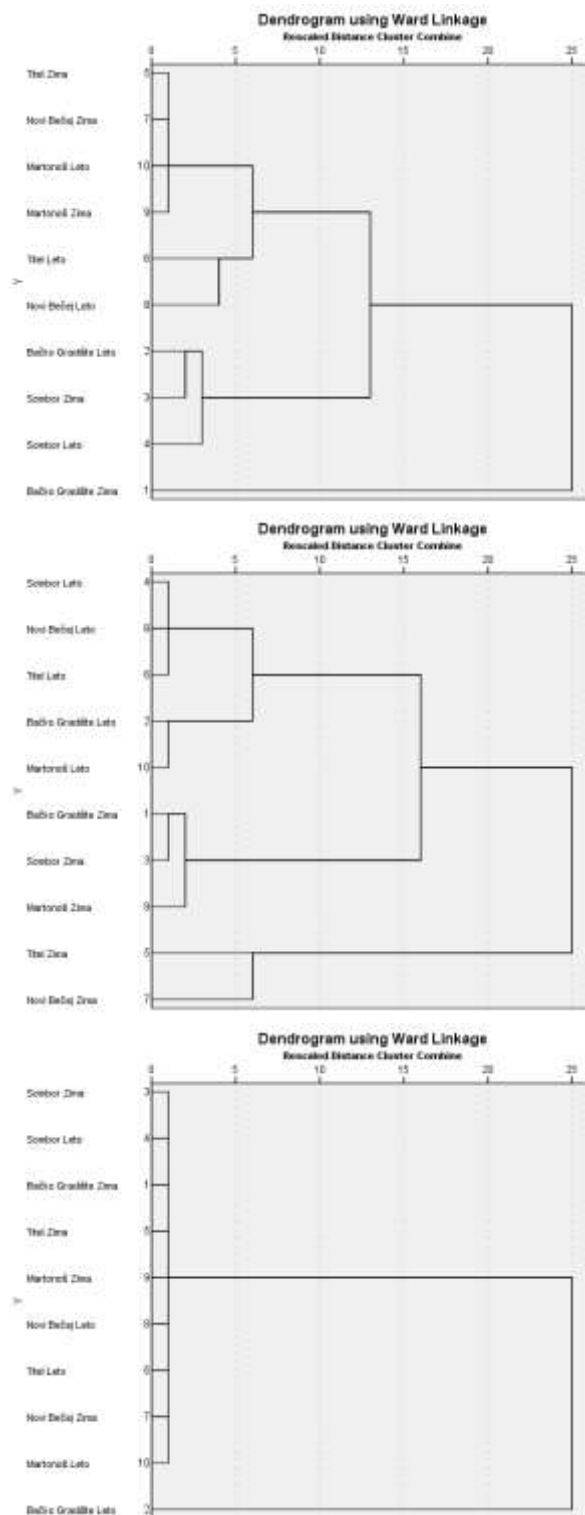 Dendrogram using Ward Linkage
Rescaled Distance Cluster Combine
0 5 10 15 20 25
Titel Zima 5
Novi Bečej Zima 7
Martonoš Leto 10
Martonoš Zima 9
Titel Leto 6
Y
Novi Bečej Leto 8
Bačko Gradište Leto 2
Sombor Zima 3
Sombor Leto 4
Bačko Gradište Zima 1
Dendrogram using Ward Linkage
Rescaled Distance Cluster Combine
0 5 10 15 20 25
Sombor Leto 4
Novi Bečej Leto 8
Titel Leto 6
Bačko Gradište Leto 2
Martonoš Leto 10
Y
Bačko Gradište Zima 1
Sombor Zima 3
Martonoš Zima 9
Titel Zima 5
Novi Bečej Zima 7
Dendrogram using Ward Linkage
Rescaled Distance Cluster Combine
0 5 10 15 20 25
Sombor Zima 3
Sombor Leto 4
Bačko Gradište Zima 1
Titel Zima 5
Martonoš Zima 9
Y
Novi Bečej Leto 8
Titel Leto 6
Novi Bečej Zima 7
Martonoš Leto 10
Bačko Gradište Leto 2